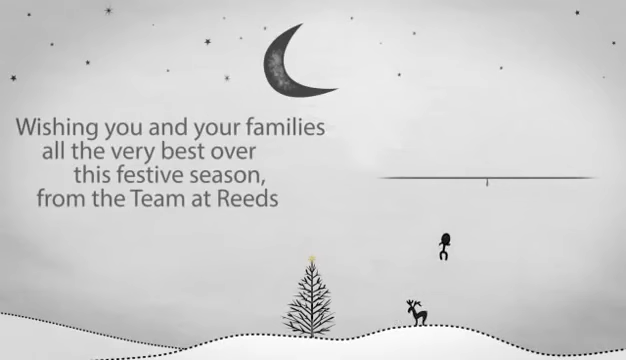 Wishing you and your families
all the very best over
this festive season,
from the Team at Reeds